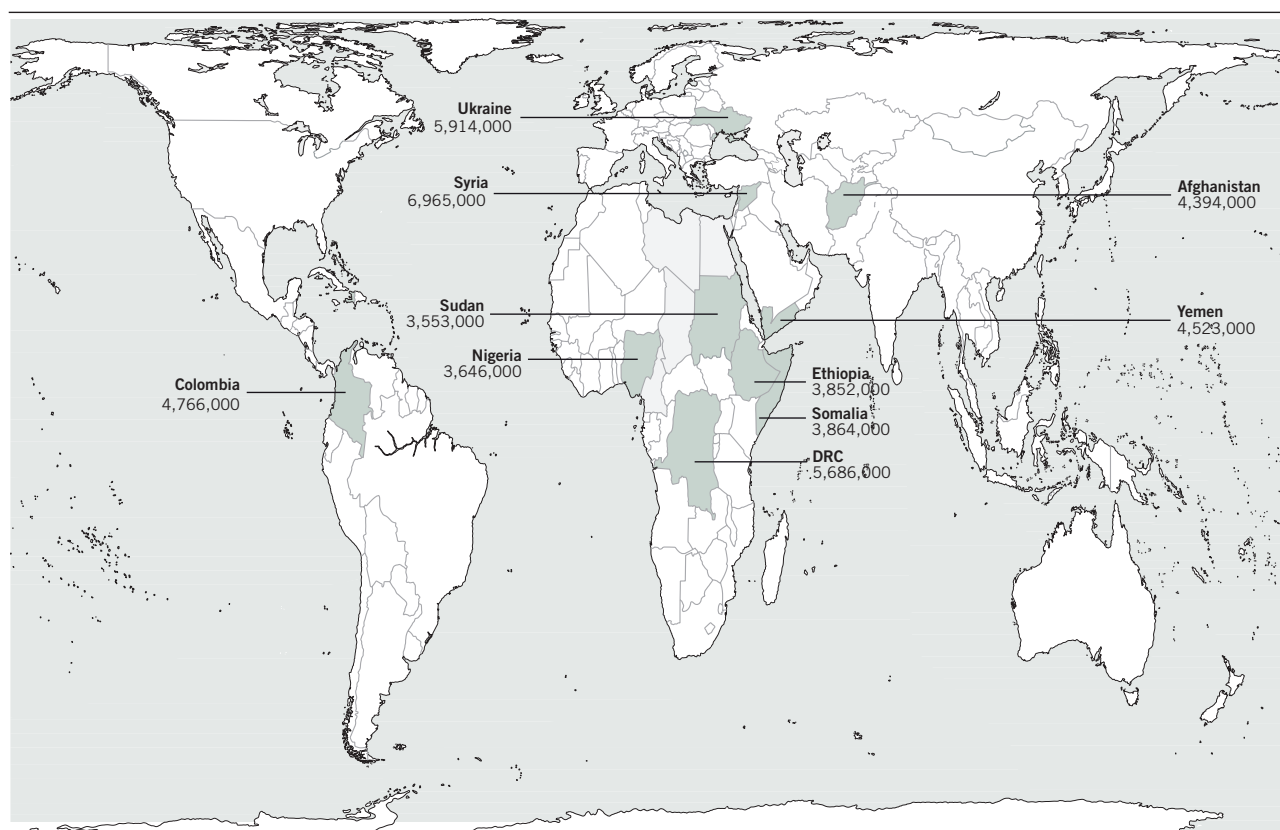 Ukraine
5,914,000
Syria
6,965,000
Afghanistan
4,394,000
Sudan
3,553,000
Yemen
4,523,000
Nigeria
3,646,000
Ethiopia
3,852,000
Colombia
4,766,000
Somalia
3,864,000
DRC
5,686,000